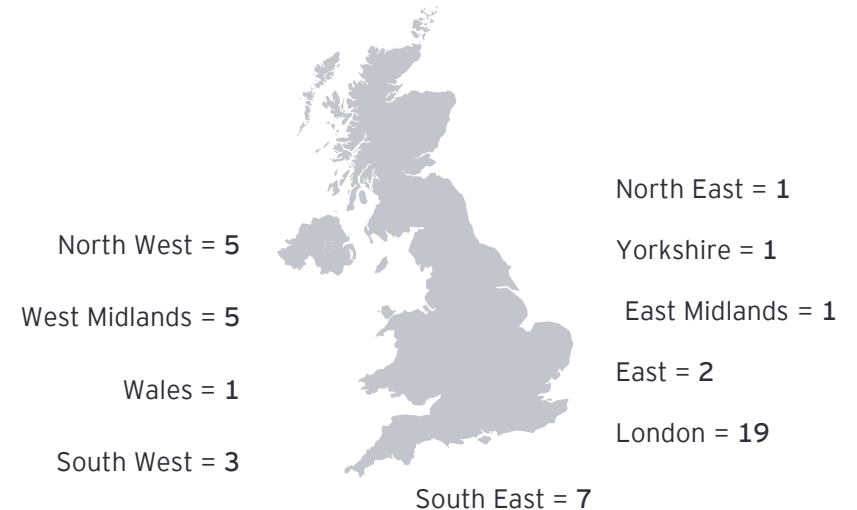 North West = 5
West Midlands = 5
Wales = 1
South West = 3
North East = 1
Yorkshire = 1
East Midlands = 1
East = 2
London = 19
South East = 7